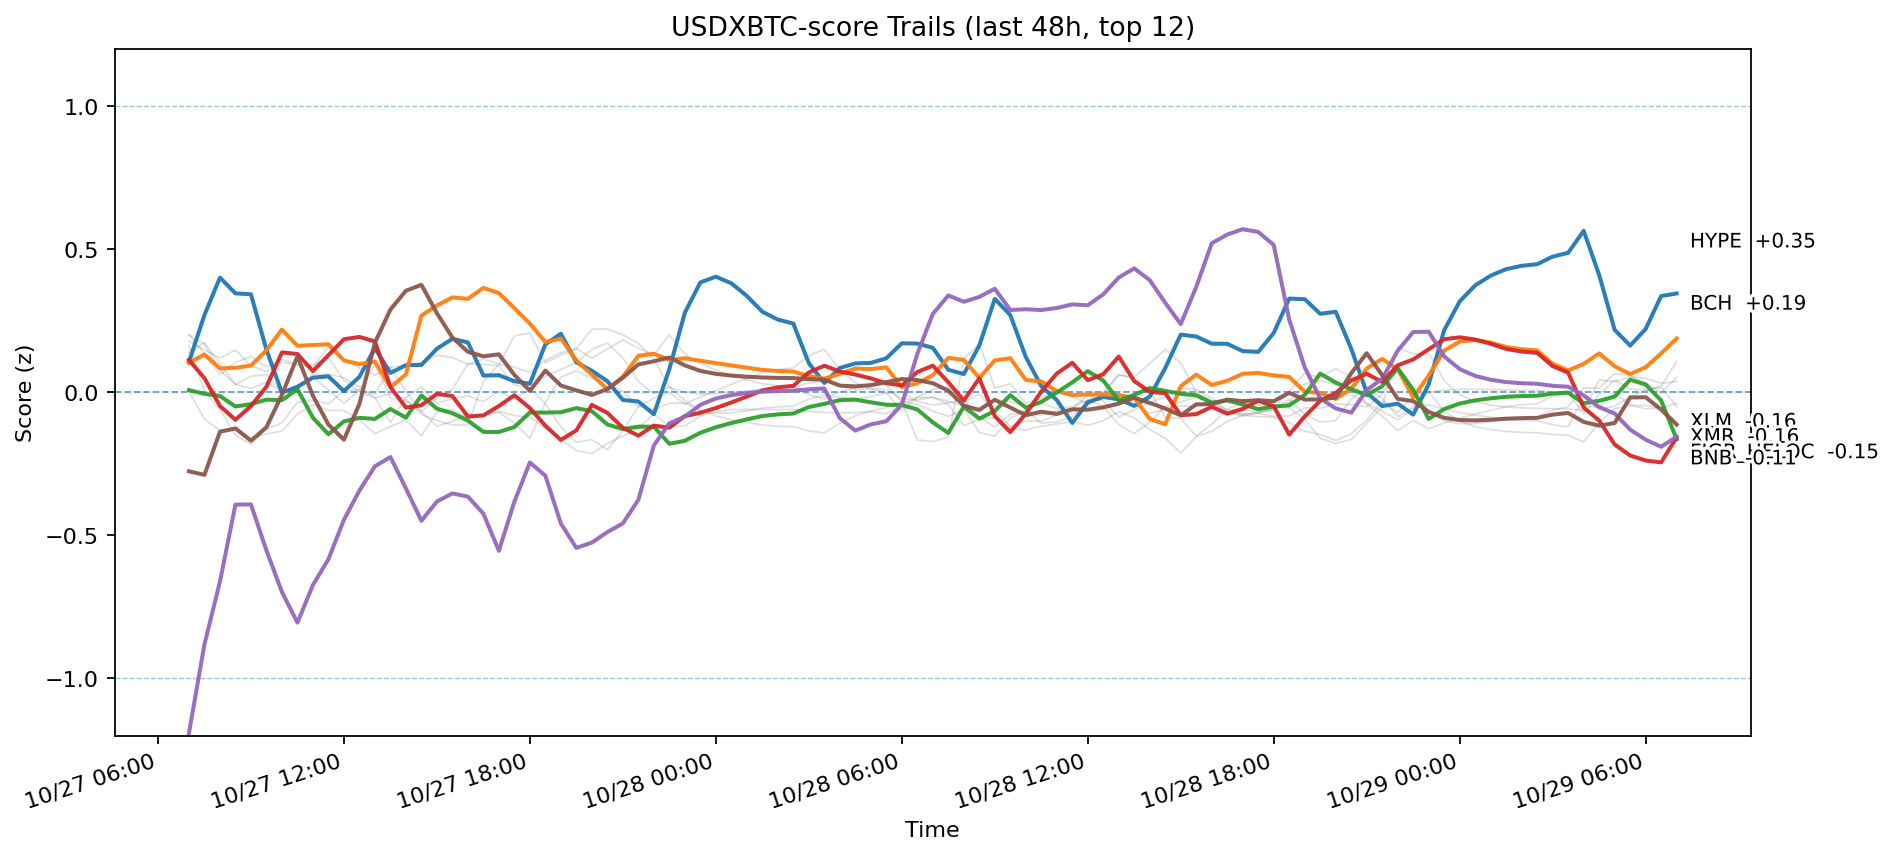 USDXBTC-score Trails (last 48h, top 12)
1.0
0.5
0.0
−0.5
−1.0
Score (z)
HYPE +0.35
BCH +0.19
XLM -0.16
XMR -0.16
-0.15
BNB -0.11
10/27 06:00
10/27 12:00
10/27 18:00
10/28 00:00
10/28 06:00
10/28 12:00
10/28 18:00
10/29 00:00
10/29 06:00
Time